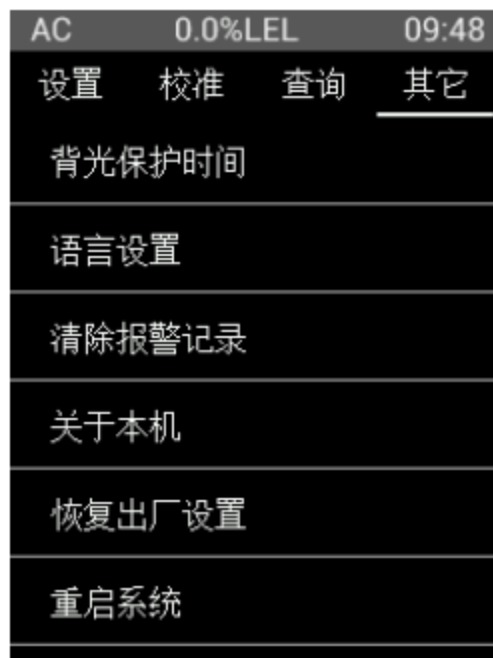 AC 0.0%LEL 09:48
设置 校准 查询 其它
背光保护时间
语言设置
清除报警记录
关于本机
恢复出厂设置
重启系统